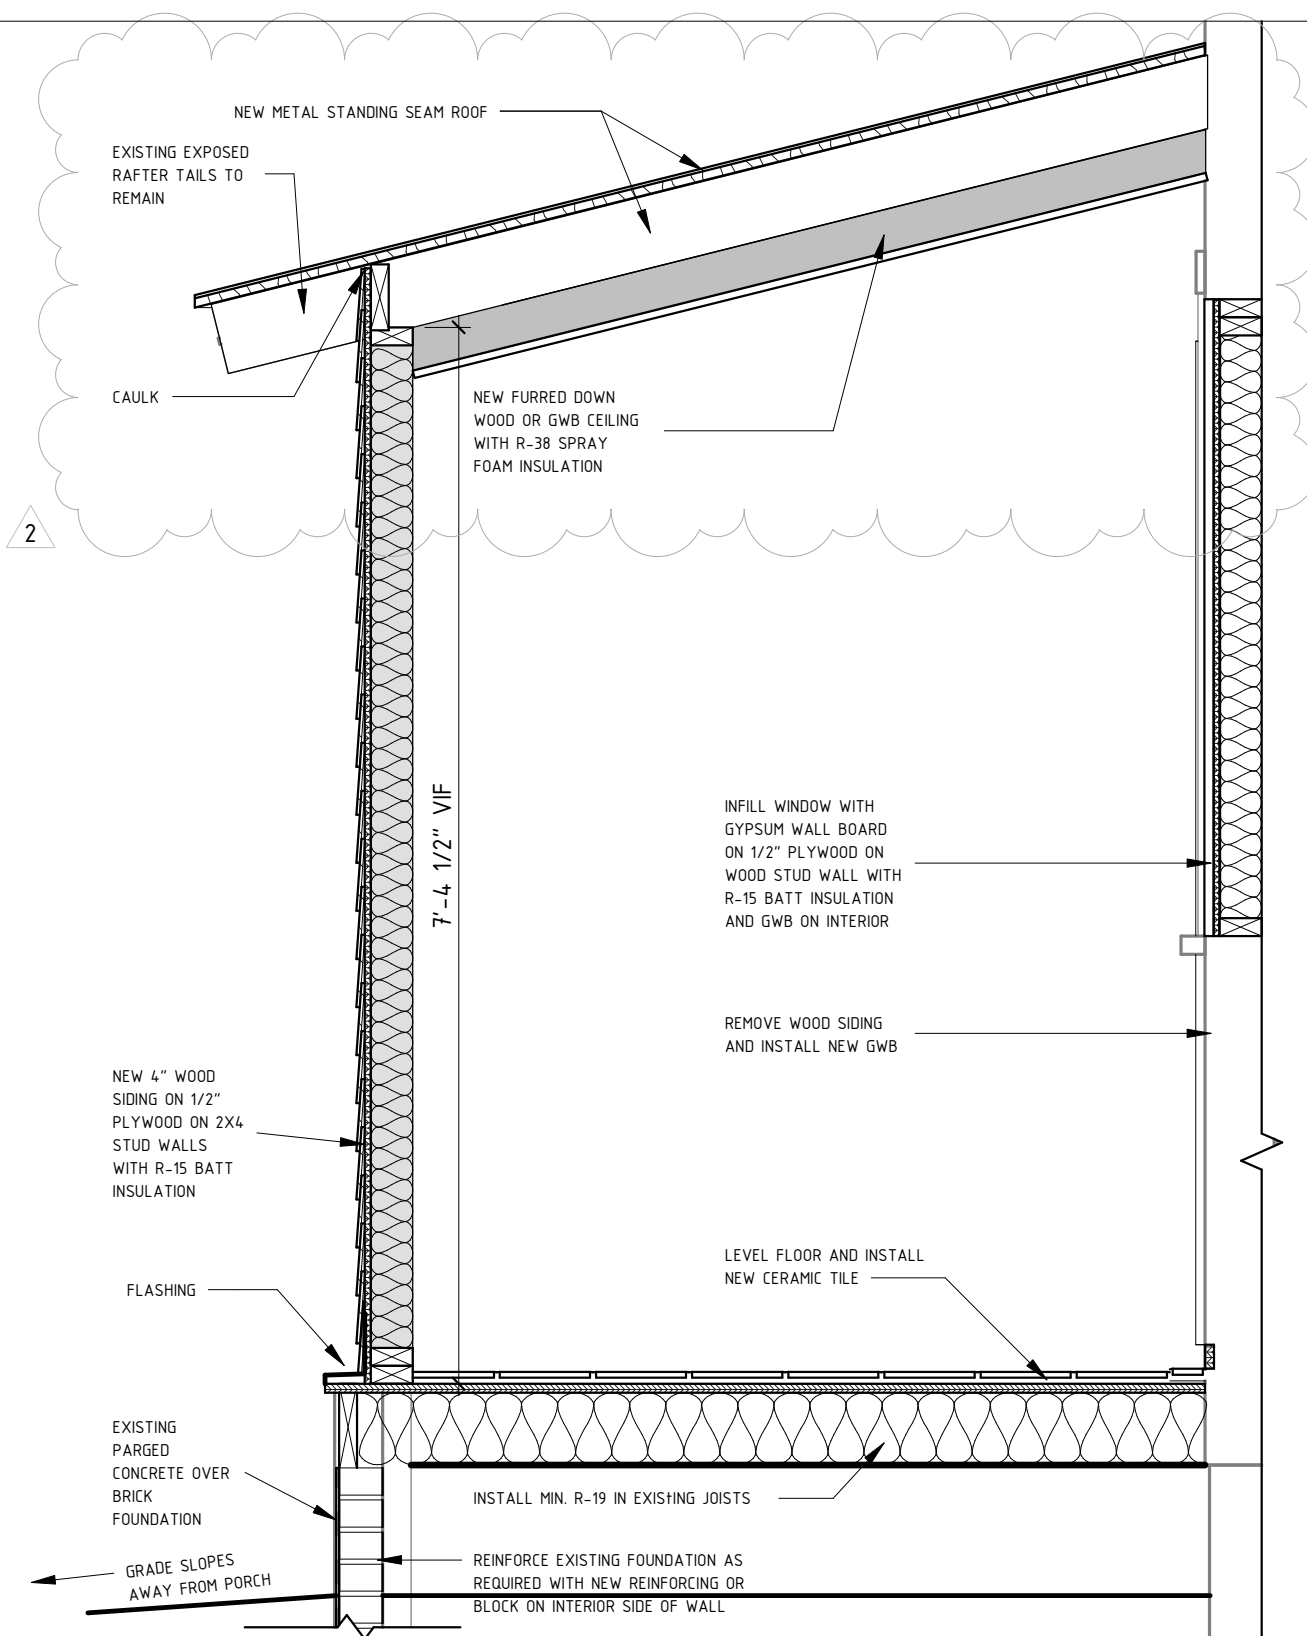 NEW METAL STANDING SEAM ROOF
EXISTING EXPOSED
RAFTER TAILS TO
REMAIN
CAULK
NEW FURRED DOWN
WOOD OR GWB CEILING
WITH R-38 SPRAY
FOAM INSULATION
2
7'-4 1/2" VIF
INFILL WINDOW WITH
GYPSUM WALL BOARD
ON 1/2" PLYWOOD ON
WOOD STUD WALL WITH
R-15 BATT INSULATION
AND GWB ON INTERIOR
REMOVE WOOD SIDING
AND INSTALL NEW GWB
NEW 4" WOOD
SIDING ON 1/2"
PLYWOOD ON 2X4
STUD WALLS
WITH R-15 BATT
INSULATION
LEVEL FLOOR AND INSTALL
NEW CERAMIC TILE
FLASHING
EXISTING
PARGED
CONCRETE OVER
BRICK
FOUNDATION
INSTALL MIN. R-19 IN EXISTING JOISTS
GRADE SLOPES
AWAY FROM PORCH
REINFORCE EXISTING FOUNDATION AS
REQUIRED WITH NEW REINFORCING OR
BLOCK ON INTERIOR SIDE OF WALL